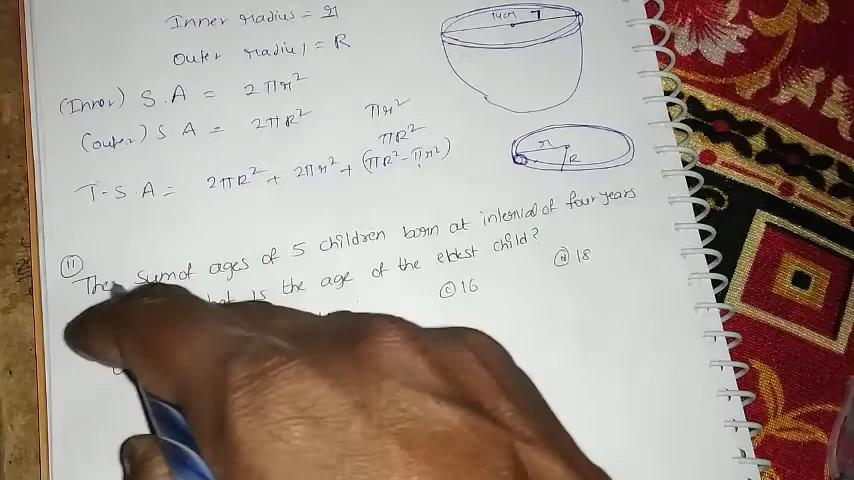 Inner radius = r
Outer radius = R
14cm 7
(Inner) S.A = 2πr²
(outer) S.A = 2πR²
πr²
πR²
r
R
T.S.A = 2πR² + 2πr² + (πR² - πr²)
11
The sum of ages of 5 children born at interval of four years
is the age of the eldest child?
c 16
d 18